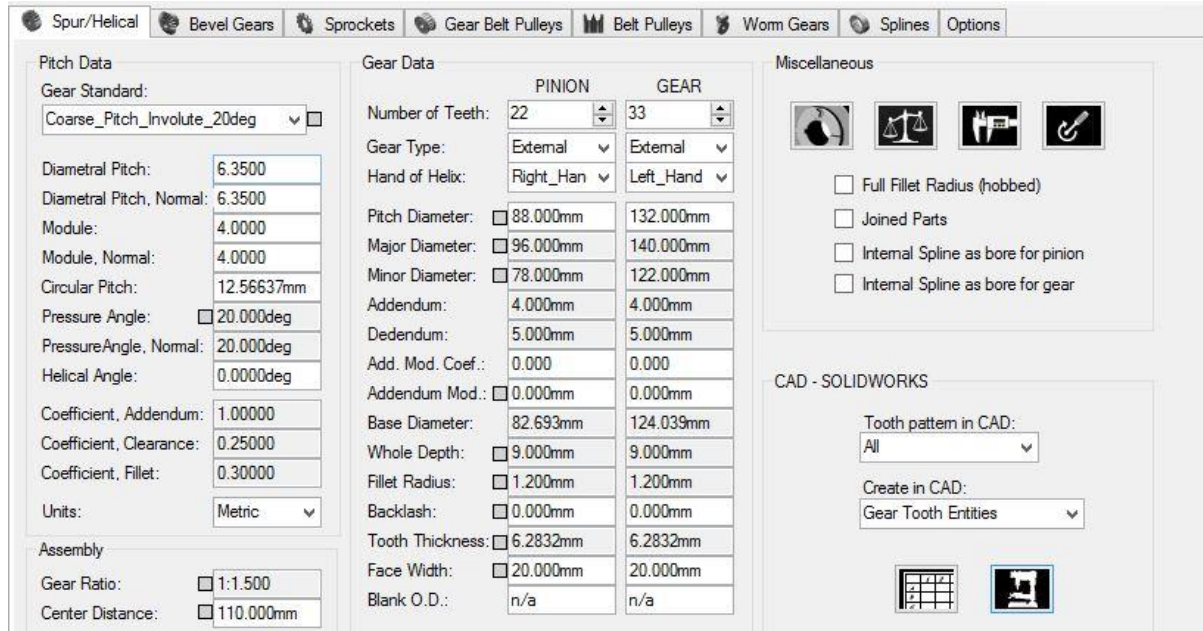 Spur/Helical Bevel Gears Sprockets Gear Belt Pulleys Belt Pulleys Worm Gears Splines Options
Pitch Data
Gear Standard:
Coarse_Pitch_Involute_20deg
Diametral Pitch: 6.3500
Diametral Pitch, Normal: 6.3500
Module: 4.0000
Module, Normal: 4.0000
Circular Pitch: 12.56637mm
Pressure Angle: 20.000deg
PressureAngle, Normal: 20.000deg
Helical Angle: 0.0000deg
Coefficient, Addendum: 1.00000
Coefficient, Clearance: 0.25000
Coefficient, Fillet: 0.30000
Units: Metric
Assembly
Gear Ratio: 1:1.500
Center Distance: 110.000mm
Gear Data
PINION GEAR
Number of Teeth: 22 33
Gear Type: External External
Hand of Helix: Right_Han Left_Hand
Pitch Diameter: 88.000mm 132.000mm
Major Diameter: 96.000mm 140.000mm
Minor Diameter: 78.000mm 122.000mm
Addendum: 4.000mm 4.000mm
Dedendum: 5.000mm 5.000mm
Add. Mod. Coef.: 0.000 0.000
Addendum Mod.: 0.000mm 0.000mm
Base Diameter: 82.693mm 124.039mm
Whole Depth: 9.000mm 9.000mm
Fillet Radius: 1.200mm 1.200mm
Backlash: 0.000mm 0.000mm
Tooth Thickness: 6.2832mm 6.2832mm
Face Width: 20.000mm 20.000mm
Blank O.D.: n/a n/a
Miscellaneous
Full Fillet Radius (hobbed)
Joined Parts
Internal Spline as bore for pinion
Internal Spline as bore for gear
CAD - SOLIDWORKS
Tooth pattern in CAD:
All
Create in CAD:
Gear Tooth Entities